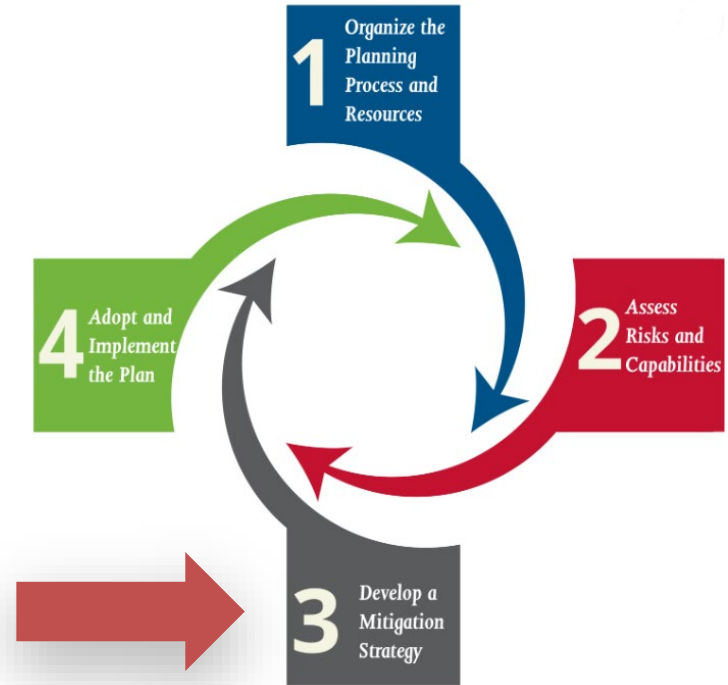 1
Organize the
Planning
Process and
Resources
2
Assess
Risks and
Capabilities
3
Develop a
Mitigation
Strategy
4
Adopt and
Implement
the Plan